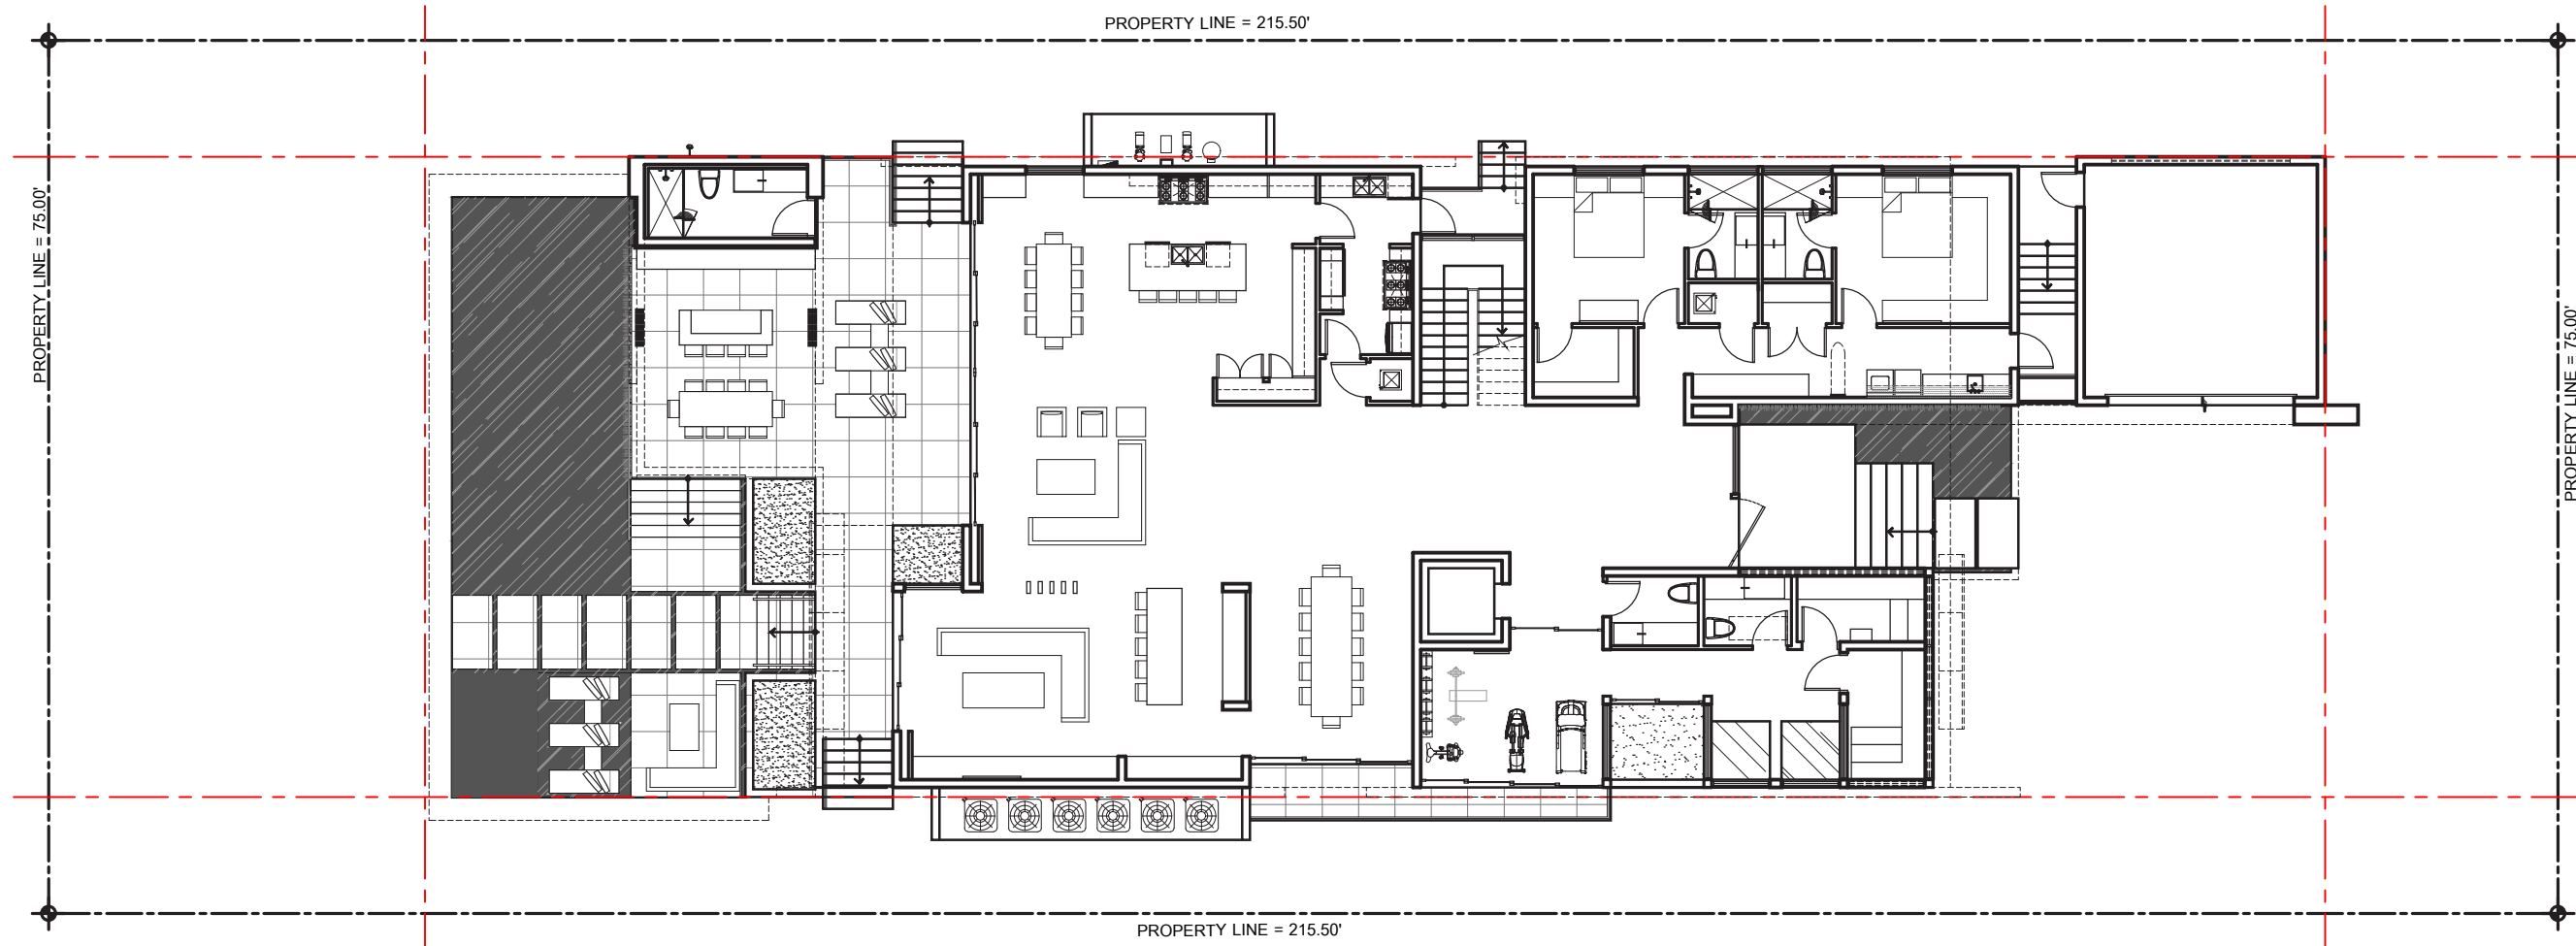 PROPERTY LINE = 215.50'
PROPERTY LINE = 75.00'
PROPERTY LINE = 75.00'
PROPERTY LINE = 215.50'